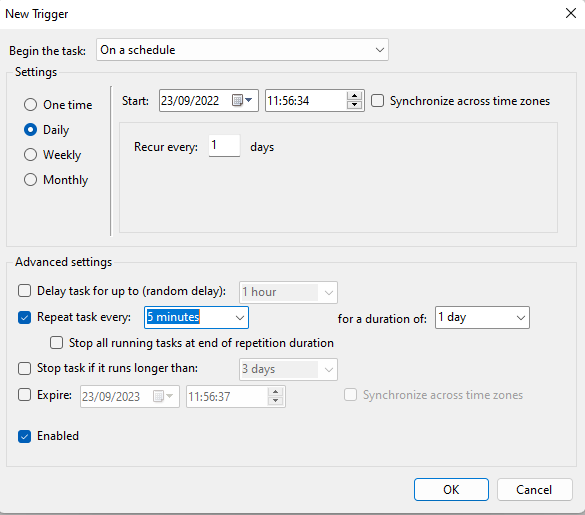 New Trigger
Begin the task: On a schedule
Settings
One time
Daily
Weekly
Monthly
Start: 23/09/2022 11:56:34 Synchronize across time zones
Recur every: 1 days
Advanced settings
Delay task for up to (random delay): 1 hour
Repeat task every: 5 minutes for a duration of: 1 day
Stop all running tasks at end of repetition duration
Stop task if it runs longer than: 3 days
Expire: 23/09/2023 11:56:37 Synchronize across time zones
Enabled
OK Cancel